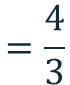 = 4/3